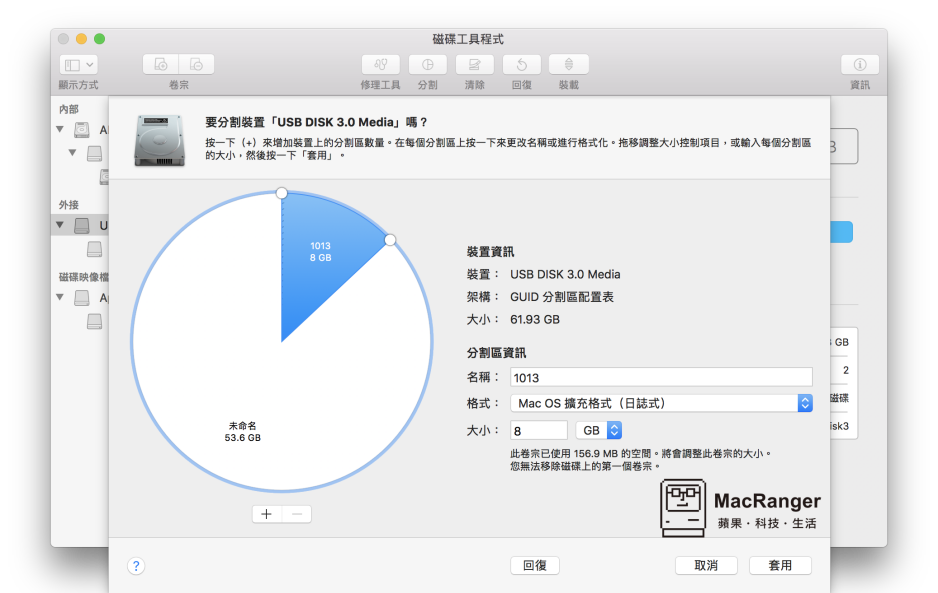 磁碟工具程式
顯示方式
卷宗
修理工具
分割
清除
回復
裝載
資訊
內部
外接
磁碟映像檔
要分割裝置「USB DISK 3.0 Media」嗎？
按一下（+）來增加裝置上的分割區數量。在每個分割區上按一下來更改名稱或進行格式化。拖移調整大小控制項目，或輸入每個分割區
的大小，然後按一下「套用」。
1013
8 GB
未命名
53.6 GB
裝置資訊
裝置： USB DISK 3.0 Media
架構： GUID 分割區配置表
大小： 61.93 GB
分割區資訊
名稱： 1013
格式： Mac OS 擴充格式（日誌式）
大小： 8 GB
此卷宗已使用 156.9 MB 的空間。將會調整此卷宗的大小。
您無法移除磁碟上的第一個卷宗。
GB
2
磁碟
isk3
MacRanger
蘋果・科技・生活
+ −
?
回復
取消
套用